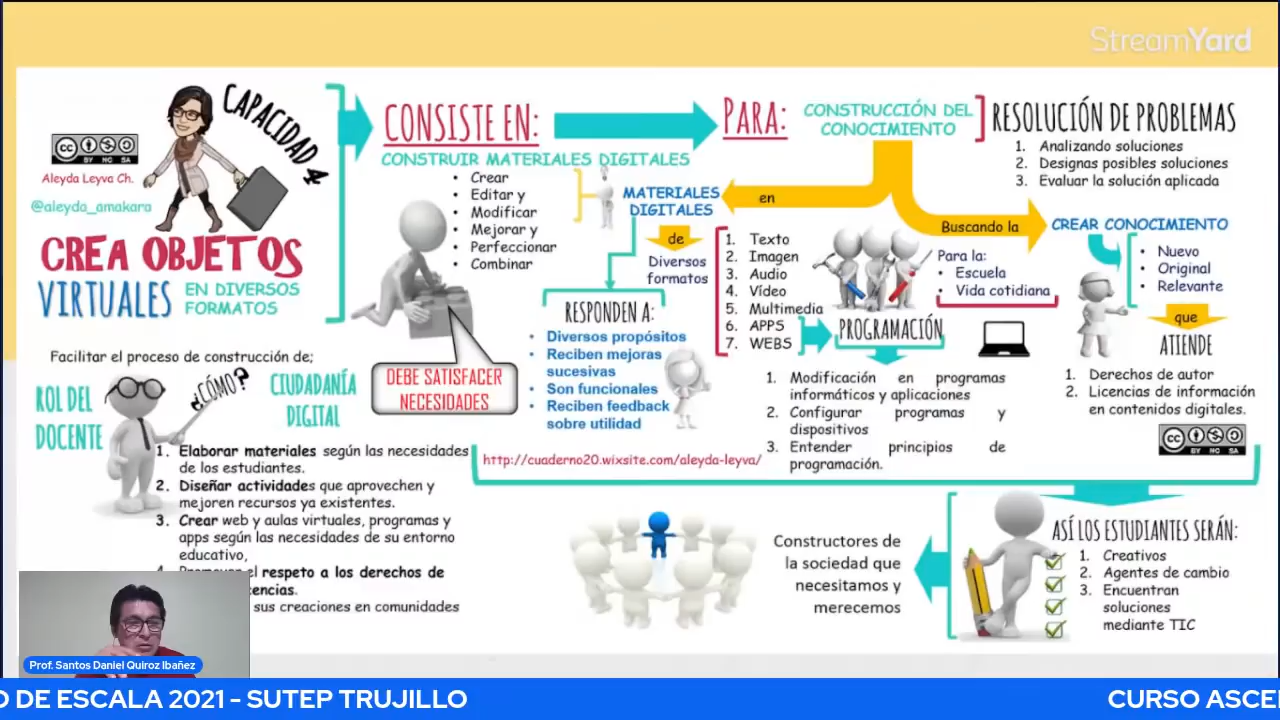 StreamYard
CAPACIDAD 4
CC BY NC SA
Aleyda Leyva Ch.
@aleyda_amakara
CREA OBJETOS
VIRTUALES
EN DIVERSOS
FORMATOS
CONSISTE EN:
CONSTRUIR MATERIALES DIGITALES
• Crear
• Editar y
• Modificar
• Mejorar y
• Perfeccionar
• Combinar
MATERIALES
DIGITALES
de
Diversos
formatos
RESPONDEN A:
• Diversos propósitos
• Reciben mejoras
sucesivas
• Son funcionales
• Reciben feedback
sobre utilidad
DEBE SATISFACER
NECESIDADES
PARA:
CONSTRUCCIÓN DEL
CONOCIMIENTO
en
1. Texto
2. Imagen
3. Audio
4. Vídeo
5. Multimedia
6. APPS
7. WEBS
PROGRAMACIÓN
1. Modificación en programas
informáticos y aplicaciones
2. Configurar programas y
dispositivos
3. Entender principios de
programación.
RESOLUCIÓN DE PROBLEMAS
1. Analizando soluciones
2. Designas posibles soluciones
3. Evaluar la solución aplicada
Buscando la
CREAR CONOCIMIENTO
Para la:
• Escuela
• Vida cotidiana
• Nuevo
• Original
• Relevante
que
ATIENDE
1. Derechos de autor
2. Licencias de información
en contenidos digitales.
CC BY NC SA
Facilitar el proceso de construcción de;
ROL DEL
DOCENTE
¿CÓMO?
CIUDADANÍA
DIGITAL
1. Elaborar materiales según las necesidades
de los estudiantes.
2. Diseñar actividades que aprovechen y
mejoren recursos ya existentes.
3. Crear web y aulas virtuales, programas y
apps según las necesidades de su entorno
educativo,
el respeto a los derechos de
sus creaciones en comunidades
http://cuaderno20.wixsite.com/aleyda-leyva/
Constructores de
la sociedad que
necesitamos y
merecemos
ASÍ LOS ESTUDIANTES SERÁN:
1. Creativos
2. Agentes de cambio
3. Encuentran
soluciones
mediante TIC
Prof. Santos Daniel Quiroz Ibañez
O DE ESCALA 2021 - SUTEP TRUJILLO
CURSO ASCE